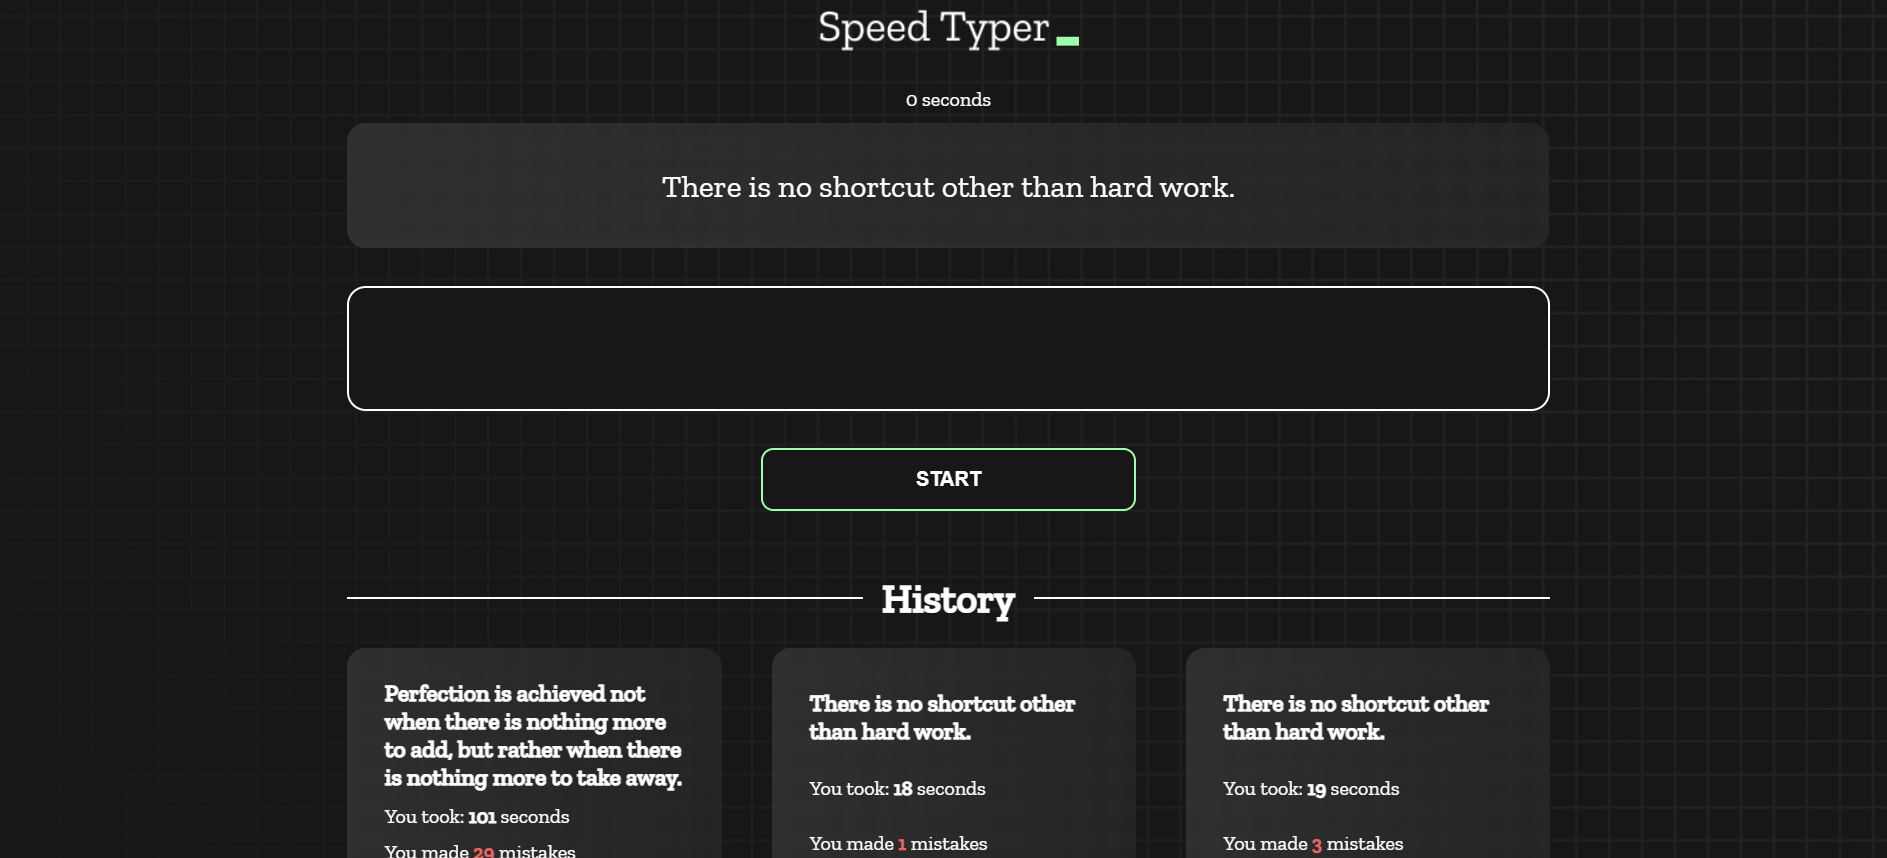 Speed Typer
0 seconds
There is no shortcut other than hard work.
START
History
Perfection is achieved not
when there is nothing more
to add, but rather when there
is nothing more to take away.
You took: 101 seconds
You made 29 mistakes
There is no shortcut other
than hard work.
You took: 18 seconds
You made 1 mistakes
There is no shortcut other
than hard work.
You took: 19 seconds
You made 3 mistakes